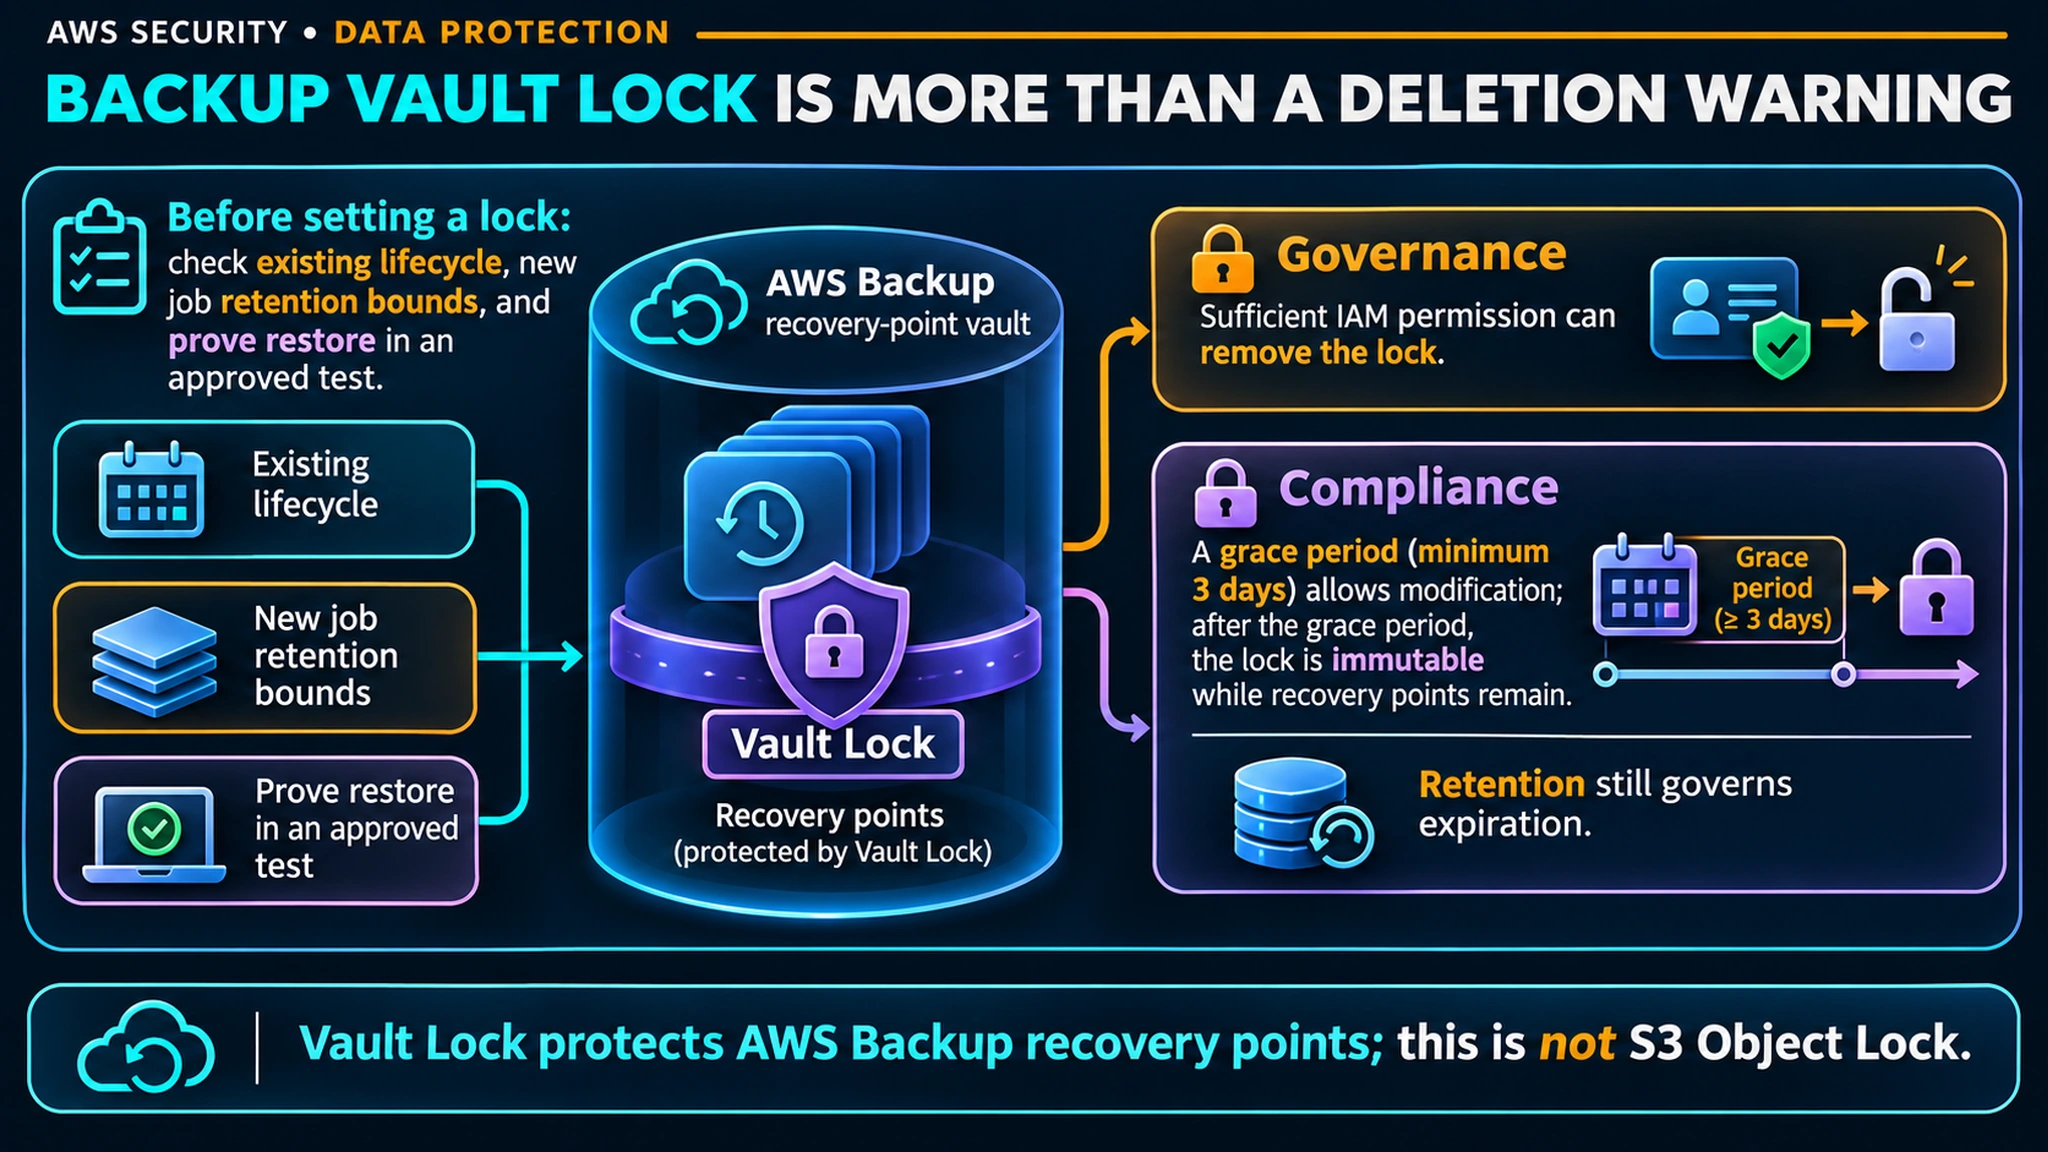 AWS SECURITY • DATA PROTECTION
BACKUP VAULT LOCK IS MORE THAN A DELETION WARNING
Before setting a lock:
check existing lifecycle, new
job retention bounds, and
prove restore in an
approved test.
Existing
lifecycle
New job
retention
bounds
Prove restore
in an approved
test
AWS Backup
recovery-point vault
Vault Lock
Recovery points
(protected by Vault Lock)
Governance
Sufficient IAM permission can
remove the lock.
Compliance
A grace period (minimum
3 days) allows modification;
after the grace period,
the lock is immutable
while recovery points remain.
Grace
period
(≥ 3 days)
Retention still governs
expiration.
Vault Lock protects AWS Backup recovery points; this is not S3 Object Lock.